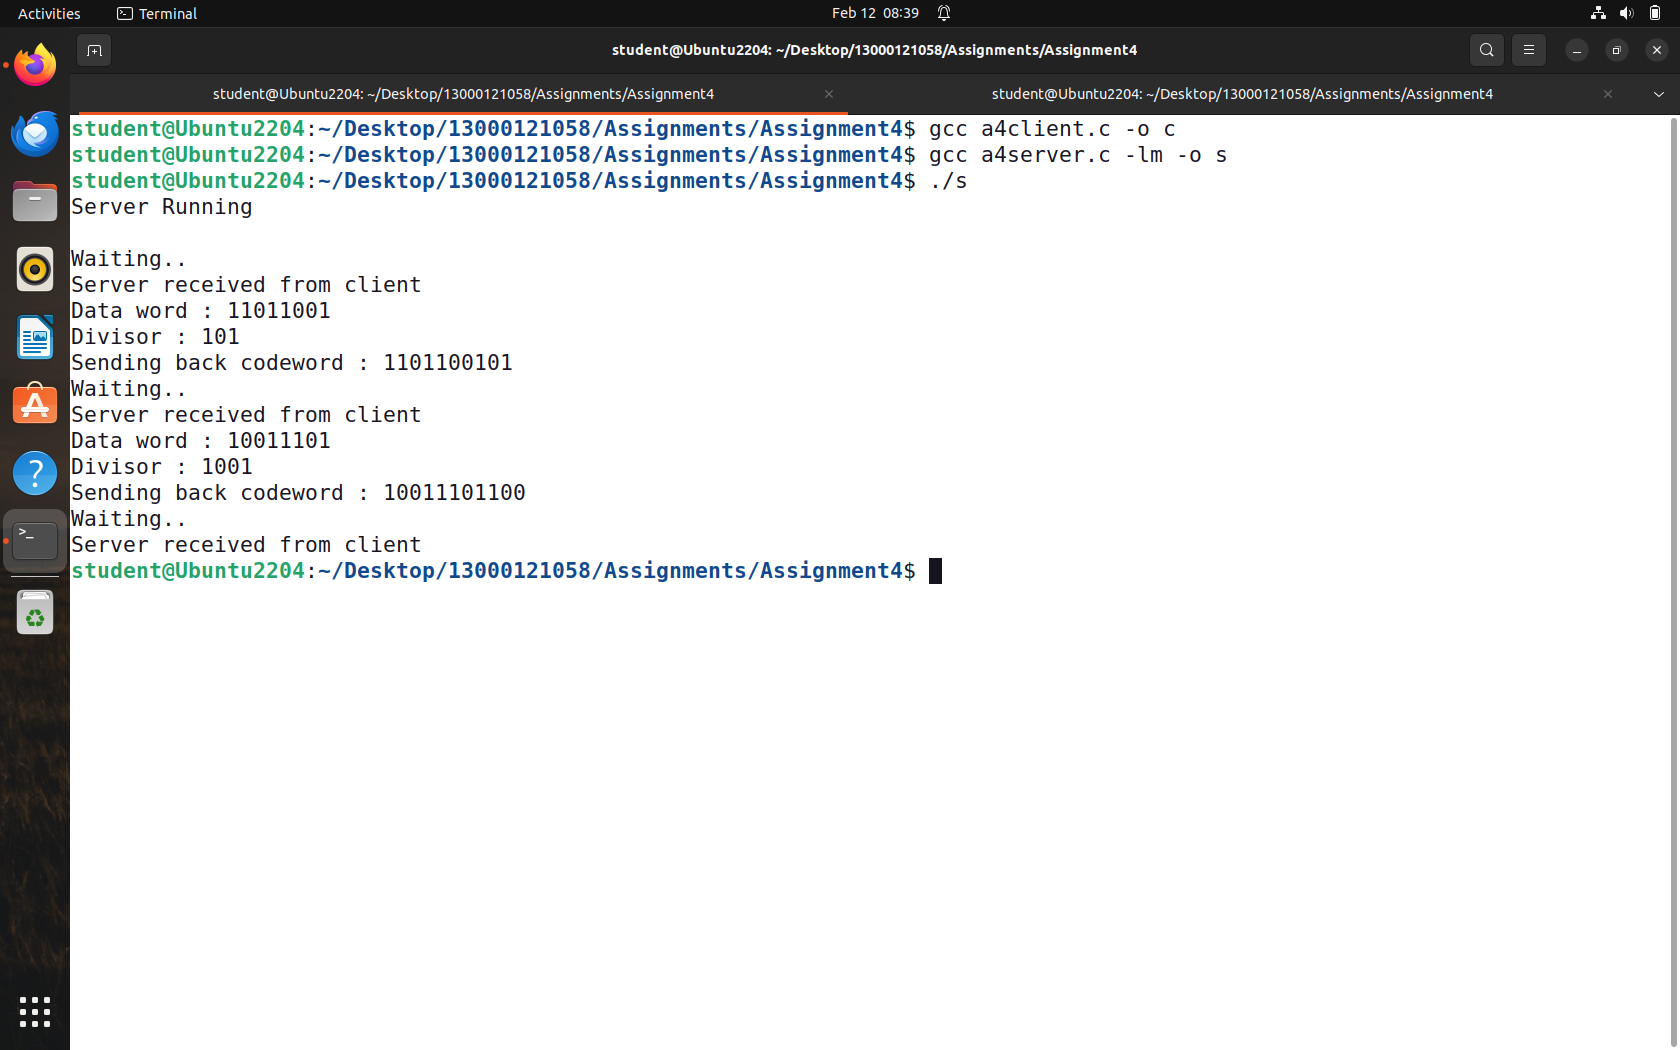 Activities
Terminal
Feb 12 08:39
student@Ubuntu2204: ~/Desktop/13000121058/Assignments/Assignment4
student@Ubuntu2204: ~/Desktop/13000121058/Assignments/Assignment4
student@Ubuntu2204: ~/Desktop/13000121058/Assignments/Assignment4
student@Ubuntu2204:~/Desktop/13000121058/Assignments/Assignment4$ gcc a4client.c -o c
student@Ubuntu2204:~/Desktop/13000121058/Assignments/Assignment4$ gcc a4server.c -lm -o s
student@Ubuntu2204:~/Desktop/13000121058/Assignments/Assignment4$ ./s
Server Running
Waiting..
Server received from client
Data word : 11011001
Divisor : 101
Sending back codeword : 1101100101
Waiting..
Server received from client
Data word : 10011101
Divisor : 1001
Sending back codeword : 10011101100
Waiting..
Server received from client
student@Ubuntu2204:~/Desktop/13000121058/Assignments/Assignment4$